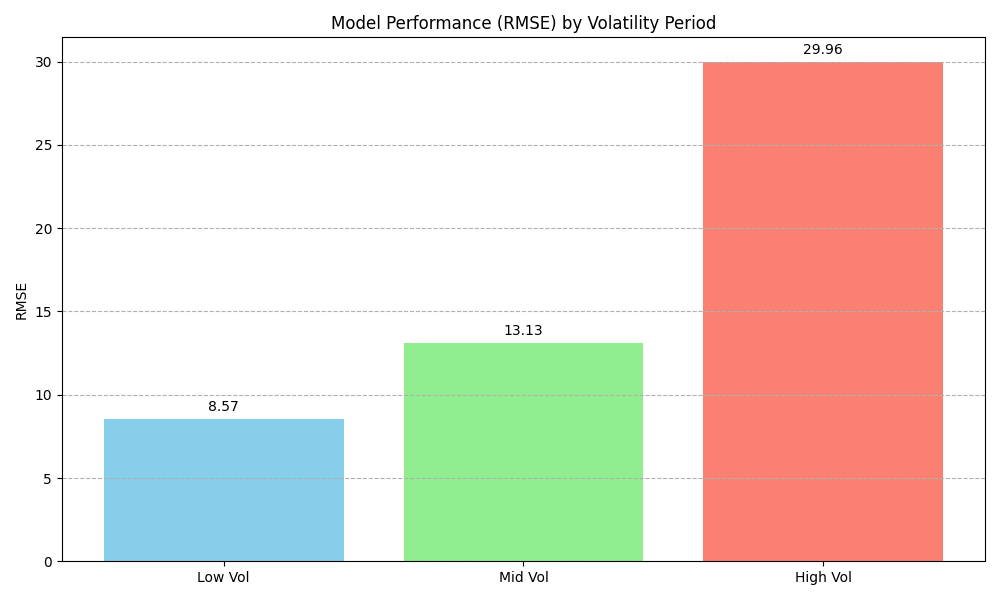 Model Performance (RMSE) by Volatility Period
RMSE
30
25
20
15
10
5
0
8.57
13.13
29.96
Low Vol
Mid Vol
High Vol